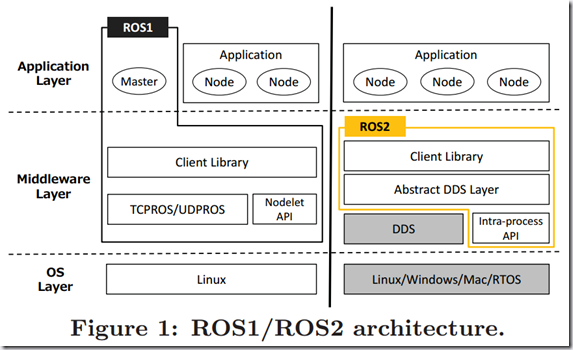 ROS1
Application
Layer
Master
Application
Node
Node
Application
Node
Node
Node
Middleware
Layer
Client Library
TCPROS/UDPROS
Nodelet
API
ROS2
Client Library
Abstract DDS Layer
DDS
Intra-process
API
OS
Layer
Linux
Linux/Windows/Mac/RTOS
Figure 1: ROS1/ROS2 architecture.